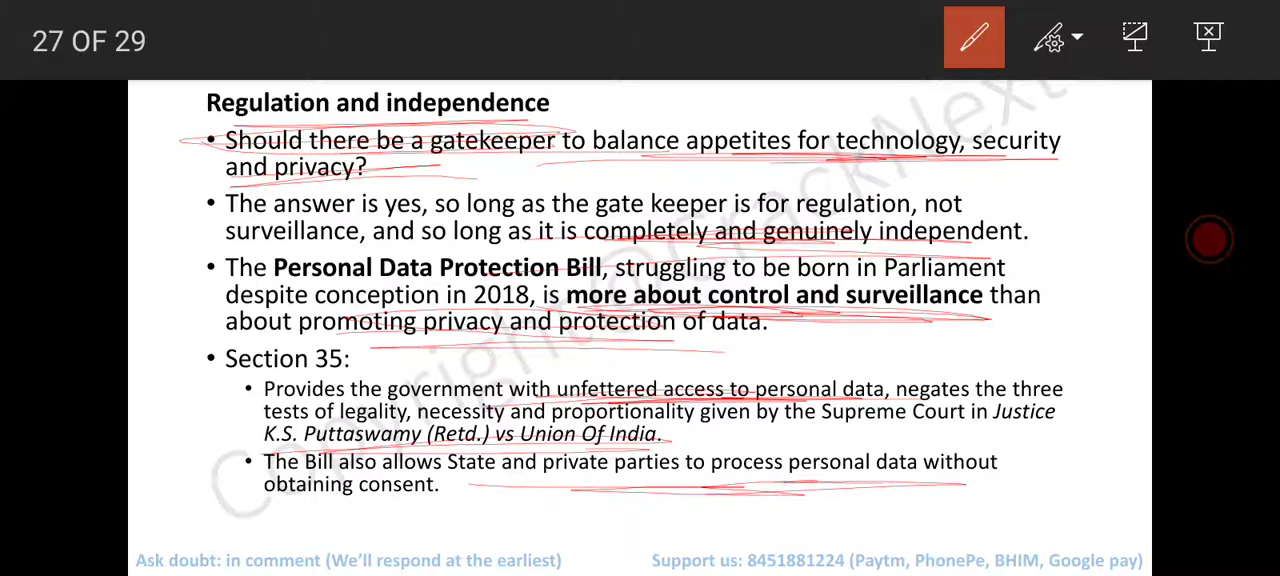 27 OF 29
Regulation and independence
• Should there be a gatekeeper to balance appetites for technology, security
and privacy?
• The answer is yes, so long as the gate keeper is for regulation, not
surveillance, and so long as it is completely and genuinely independent.
• The Personal Data Protection Bill, struggling to be born in Parliament
despite conception in 2018, is more about control and surveillance than
about promoting privacy and protection of data.
• Section 35:
• Provides the government with unfettered access to personal data, negates the three
tests of legality, necessity and proportionality given by the Supreme Court in Justice
K.S. Puttaswamy (Retd.) vs Union Of India.
• The Bill also allows State and private parties to process personal data without
obtaining consent.
Copyright@CrackNext
Ask doubt: in comment (We'll respond at the earliest)
Support us: 8451881224 (Paytm, PhonePe, BHIM, Google pay)